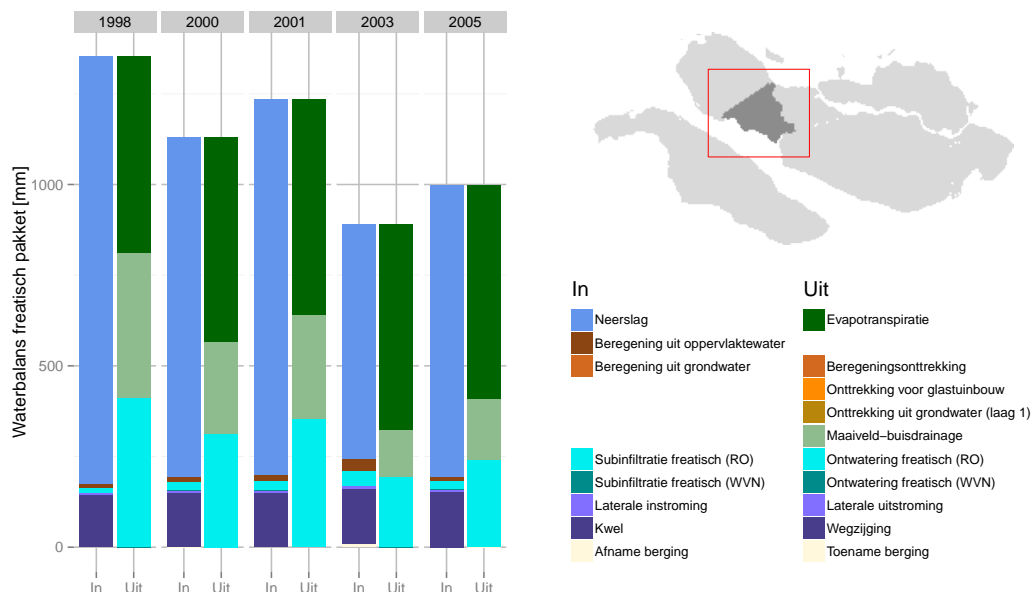 1998 2000 2001 2003 2005
Waterbalans freatisch pakket [mm]
1000
500
0
In Uit In Uit In Uit In Uit In Uit
In
Neerslag
Beregening uit oppervlaktewater
Beregening uit grondwater
Subinfiltratie freatisch (RO)
Subinfiltratie freatisch (WVN)
Laterale instroming
Kwel
Afname berging
Uit
Evapotranspiratie
Beregeningsonttrekking
Onttrekking voor glastuinbouw
Onttrekking uit grondwater (laag 1)
Maaiveld−buisdrainage
Ontwatering freatisch (RO)
Ontwatering freatisch (WVN)
Laterale uitstroming
Wegzijging
Toename berging